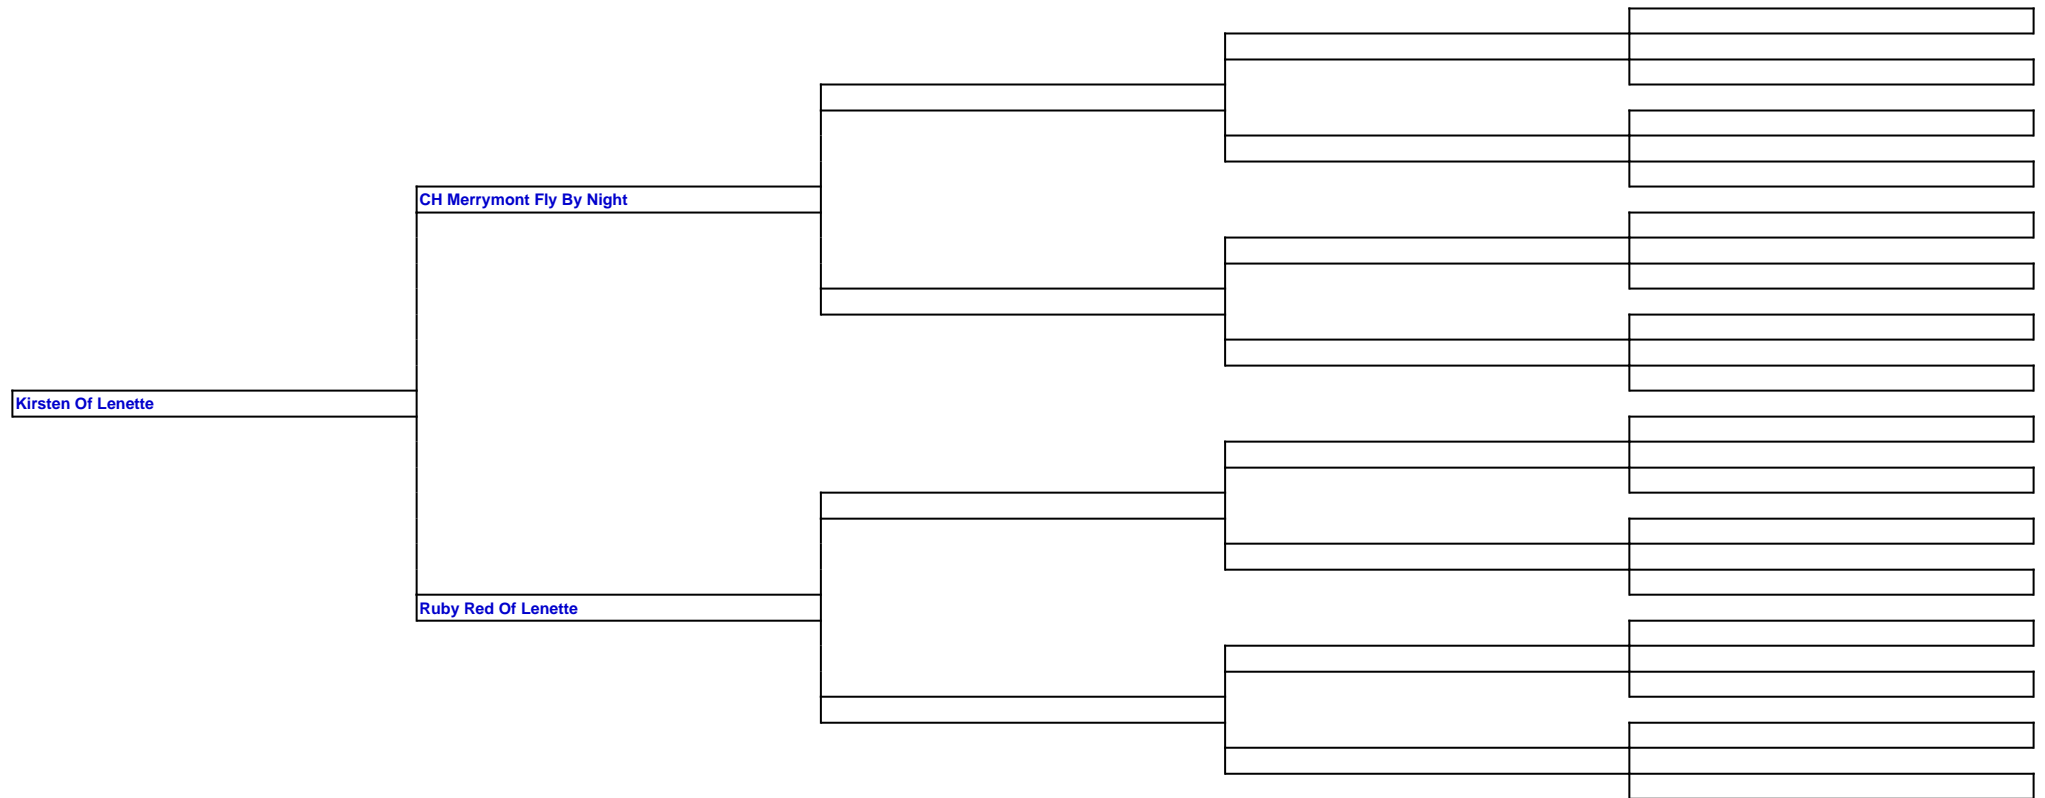 CH Merrymont Fly By Night
Kirsten Of Lenette
Ruby Red Of Lenette